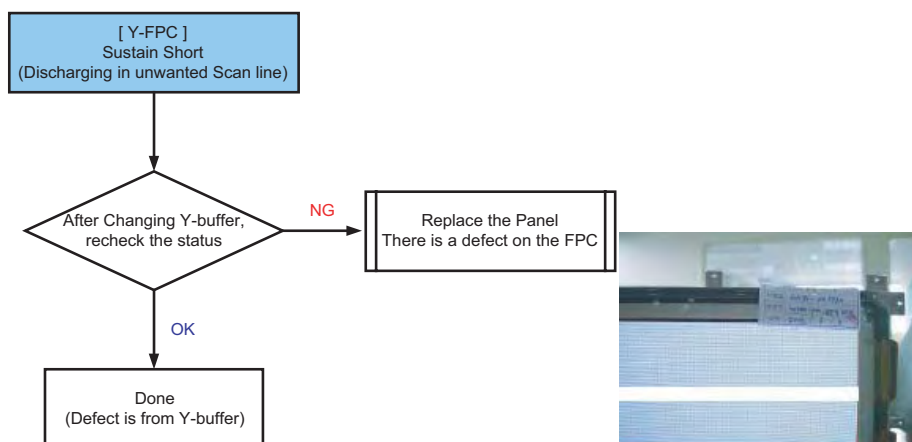 [ Y-FPC ]
Sustain Short
(Discharging in unwanted Scan line)
After Changing Y-buffer,
recheck the status
NG
Replace the Panel
There is a defect on the FPC
OK
Done
(Defect is from Y-buffer)